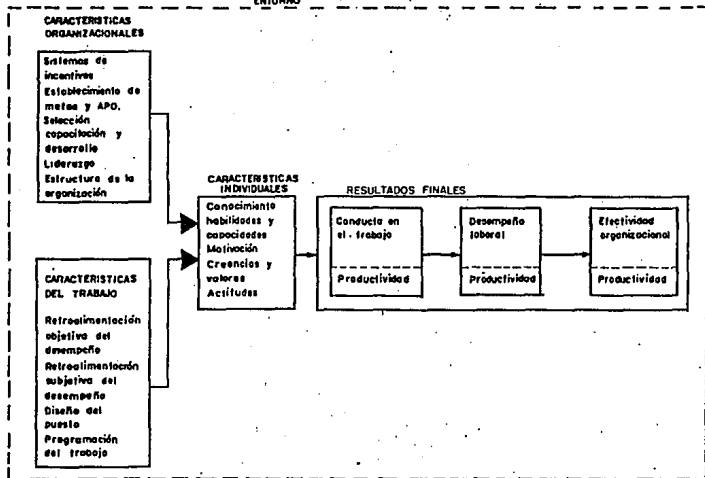 ENTORNO
CARACTERISTICAS
ORGANIZACIONALES
Sistemas de
incentivos
Establecimiento de
metas y APO.
Selección
capacitación y
desarrollo
Liderazgo
Estructura de la
organización
CARACTERISTICAS
INDIVIDUALES
Conocimiento
habilidades y
capacidades
Motivación
Creencias y
valores
Actitudes
RESULTADOS FINALES
Conducta en
el. trabajo
Productividad
Desempeño
laboral
Productividad
Efectividad
organizacional
Productividad
CARACTERISTICAS
DEL TRABAJO
Retroalimentación
objetiva del
desempeño
Retroalimentación
subjetiva del
desempeño
Diseño del
puesto
Programación
del trabajo